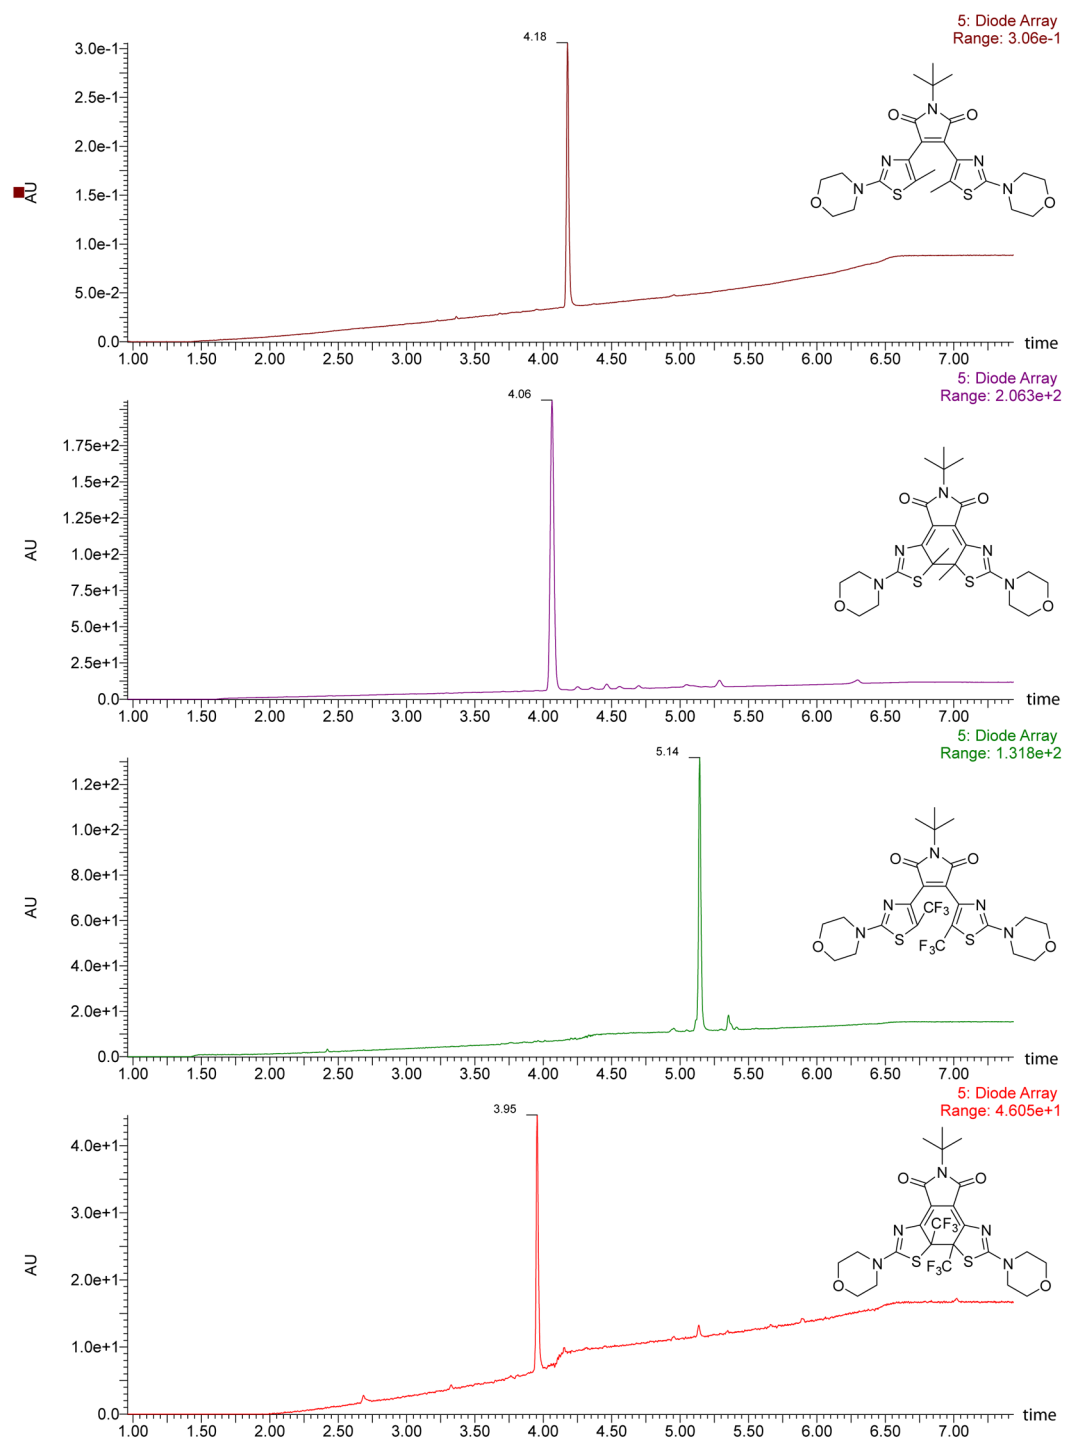 5: Diode Array
Range: 3.06e-1
4.18
3.0e-1
2.5e-1
2.0e-1
1.5e-1
1.0e-1
5.0e-2
0.0
AU
N
O O
N N
N S S N
O O
1.00 1.50 2.00 2.50 3.00 3.50 4.00 4.50 5.00 5.50 6.00 6.50 7.00 time
5: Diode Array
Range: 2.063e+2
4.06
1.75e+2
1.5e+2
1.25e+2
1.0e+2
7.5e+1
5.0e+1
2.5e+1
0.0
AU
N
O O
N N
N S S N
O O
1.00 1.50 2.00 2.50 3.00 3.50 4.00 4.50 5.00 5.50 6.00 6.50 7.00 time
5: Diode Array
Range: 1.318e+2
5.14
1.2e+2
1.0e+2
8.0e+1
6.0e+1
4.0e+1
2.0e+1
0.0
AU
N
O O
N CF3 N
N S S N
O F3C O
1.00 1.50 2.00 2.50 3.00 3.50 4.00 4.50 5.00 5.50 6.00 6.50 7.00 time
5: Diode Array
Range: 4.605e+1
3.95
4.0e+1
3.0e+1
2.0e+1
1.0e+1
0.0
AU
N
O O
N CF3 N
N S F3C S N
O O
1.00 1.50 2.00 2.50 3.00 3.50 4.00 4.50 5.00 5.50 6.00 6.50 7.00 time